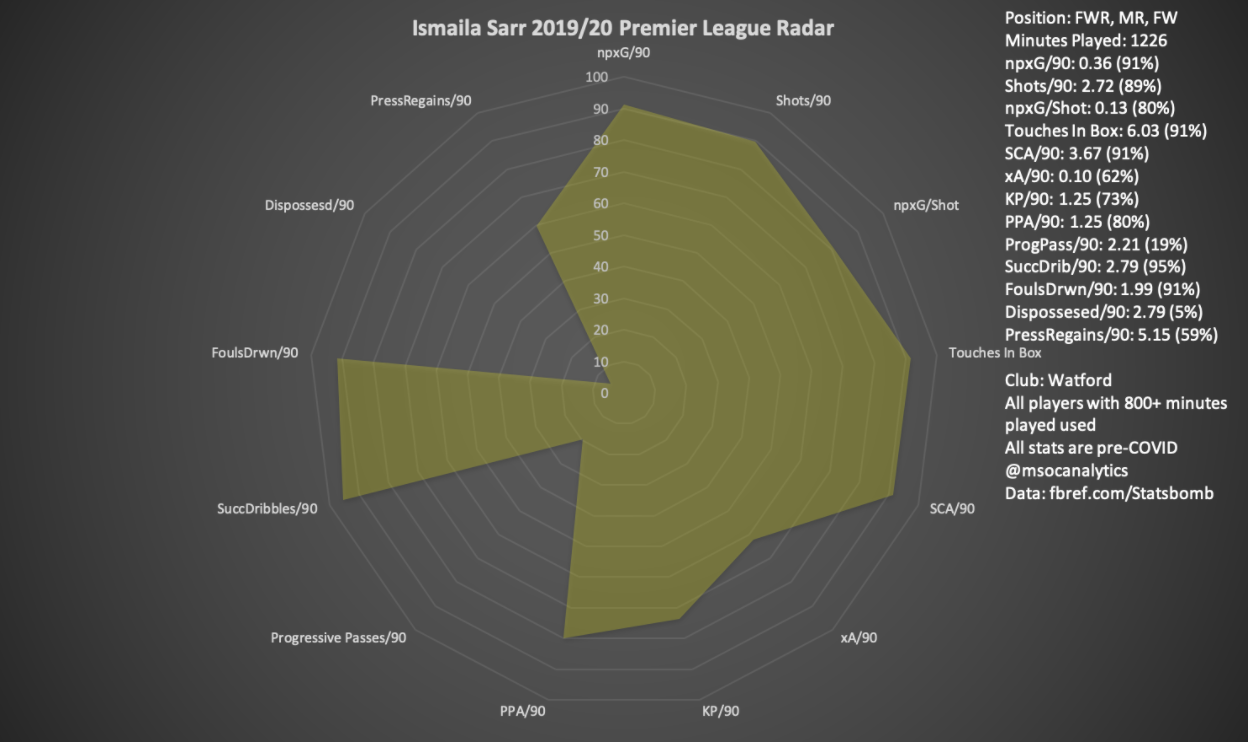 Ismaila Sarr 2019/20 Premier League Radar
npxG/90
Shots/90
npxG/Shot
Touches In Box
SCA/90
xA/90
KP/90
PPA/90
Progressive Passes/90
SuccDribbles/90
FoulsDrwn/90
Dispossesd/90
PressRegains/90
100
90
80
70
60
50
40
30
20
10
0
Position: FWR, MR, FW
Minutes Played: 1226
npxG/90: 0.36 (91%)
Shots/90: 2.72 (89%)
npxG/Shot: 0.13 (80%)
Touches In Box: 6.03 (91%)
SCA/90: 3.67 (91%)
xA/90: 0.10 (62%)
KP/90: 1.25 (73%)
PPA/90: 1.25 (80%)
ProgPass/90: 2.21 (19%)
SuccDrib/90: 2.79 (95%)
FoulsDrwn/90: 1.99 (91%)
Dispossesed/90: 2.79 (5%)
PressRegains/90: 5.15 (59%)
Club: Watford
All players with 800+ minutes
played used
All stats are pre-COVID
@msocanalytics
Data: fbref.com/Statsbomb